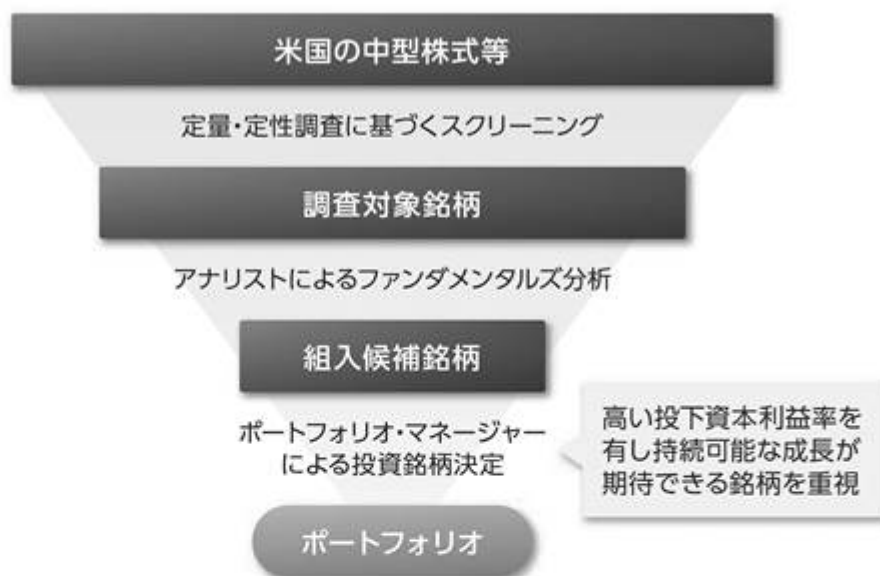 米国の中型株式等
定量・定性調査に基づくスクリーニング
調査対象銘柄
アナリストによるファンダメンタルズ分析
組入候補銘柄
ポートフォリオ・マネージャー
による投資銘柄決定
高い投下資本利益率を
有し持続可能な成長が
期待できる銘柄を重視
ポートフォリオ